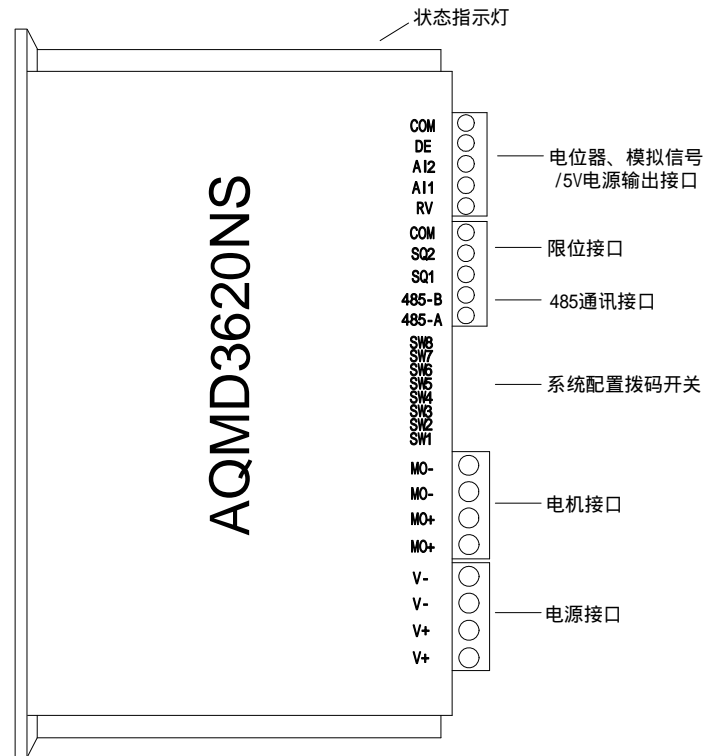 状态指示灯
AQMD3620NS
COM
DE
AI2
AI1
RV
电位器、模拟信号
/5V电源输出接口
COM
SQ2
SQ1
限位接口
485-B
485-A
485通讯接口
SW8
SW7
SW6
SW5
SW4
SW3
SW2
SW1
系统配置拨码开关
MO-
MO-
MO+
MO+
电机接口
V-
V-
V+
V+
电源接口